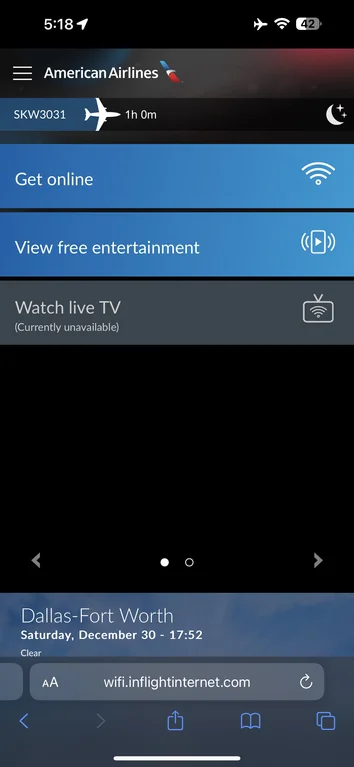 5:18
42
American Airlines
SKW3031 1h 0m
Get online
View free entertainment
Watch live TV
(Currently unavailable)
Dallas-Fort Worth
Saturday, December 30 - 17:52
Clear
AA wifi.inflightinternet.com